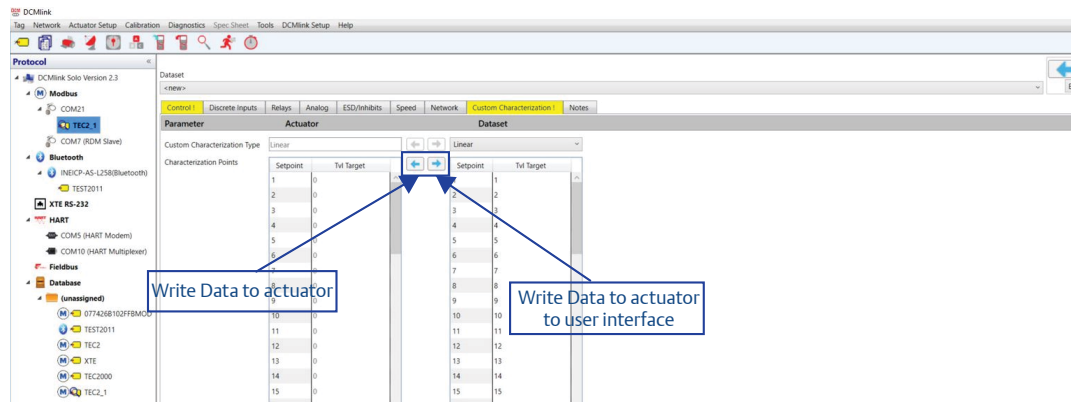 DCMlink
Tag Network Actuator Setup Calibration Diagnostics Spec Sheet Tools DCMlink Setup Help
Protocol
DCMlink Solo Version 2.3
Modbus
COM21
TEC2_1
COM7 (RDM Slave)
Bluetooth
INEICP-AS-L258(Bluetooth)
TEST2011
XTE RS-232
HART
COM5 (HART Modem)
COM10 (HART Multiplexer)
Fieldbus
Database
(unassigned)
077426B102FFBMOD
TEST2011
TEC2
XTE
TEC2000
TEC2_1
Dataset
<new>
Control ! Discrete Inputs Relays Analog ESD/Inhibits Speed Network Custom Characterization ! Notes
Parameter Actuator Dataset
Custom Characterization Type Linear Linear
Characterization Points Setpoint Tvl Target Setpoint Tvl Target
1 0 1
2 0 2 2
3 0 3 3
4 0 4 4
5 0 5 5
6 0 6 6
7 0 7 7
8 8 8
9 9 9
10 0 10 10
11 0 11 11
12 0 12 12
13 0 13 13
14 0 14 14
15 0 15 15
Write Data to actuator
Write Data to actuator
to user interface